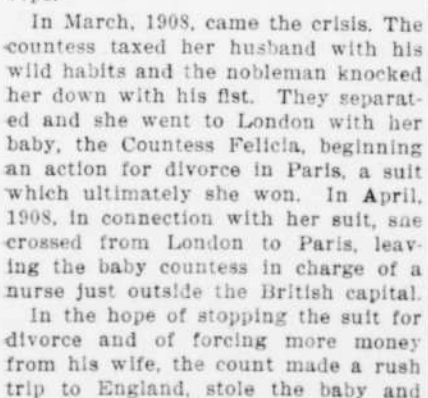 In March, 1908, came the crisis. The
countess taxed her husband with his
wild habits and the nobleman knocked
her down with his fist. They separat-
ed and she went to London with her
baby, the Countess Felicia, beginning
an action for divorce in Paris, a suit
which ultimately she won. In April,
1908, in connection with her suit, she
crossed from London to Paris, leav-
ing the baby countess in charge of a
nurse just outside the British capital.
In the hope of stopping the suit for
divorce and of forcing more money
from his wife, the count made a rush
trip to England, stole the baby and